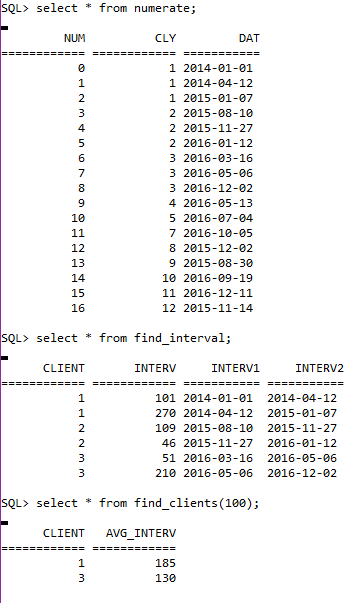 SQL> select * from numerate;
NUM CLY DAT
============ ============ ===========
0 1 2014-01-01
1 1 2014-04-12
2 1 2015-01-07
3 2 2015-08-10
4 2 2015-11-27
5 2 2016-01-12
6 3 2016-03-16
7 3 2016-05-06
8 3 2016-12-02
9 4 2016-05-13
10 5 2016-07-04
11 7 2016-10-05
12 8 2015-12-02
13 9 2015-08-30
14 10 2016-09-19
15 11 2016-12-11
16 12 2015-11-14
SQL> select * from find_interval;
CLIENT INTERV INTERV1 INTERV2
============ ============ =========== ===========
1 101 2014-01-01 2014-04-12
1 270 2014-04-12 2015-01-07
2 109 2015-08-10 2015-11-27
2 46 2015-11-27 2016-01-12
3 51 2016-03-16 2016-05-06
3 210 2016-05-06 2016-12-02
SQL> select * from find_clients(100);
CLIENT AVG_INTERV
============ ============
1 185
3 130